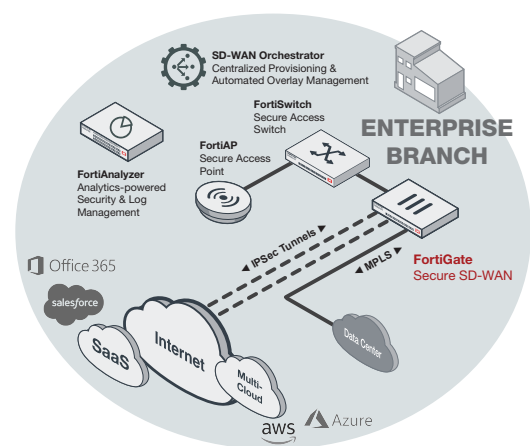 SD-WAN Orchestrator
Centralized Provisioning &
Automated Overlay Management
FortiSwitch
Secure Access
Switch
ENTERPRISE
BRANCH
FortiAP
Secure Access
Point
FortiAnalyzer
Analytics-powered
Security & Log
Management
◄ IPSec Tunnels ►
◄ MPLS ►
FortiGate
Secure SD-WAN
Office 365
salesforce
SaaS
Internet
Multi-
Cloud
Data Center
aws
Azure